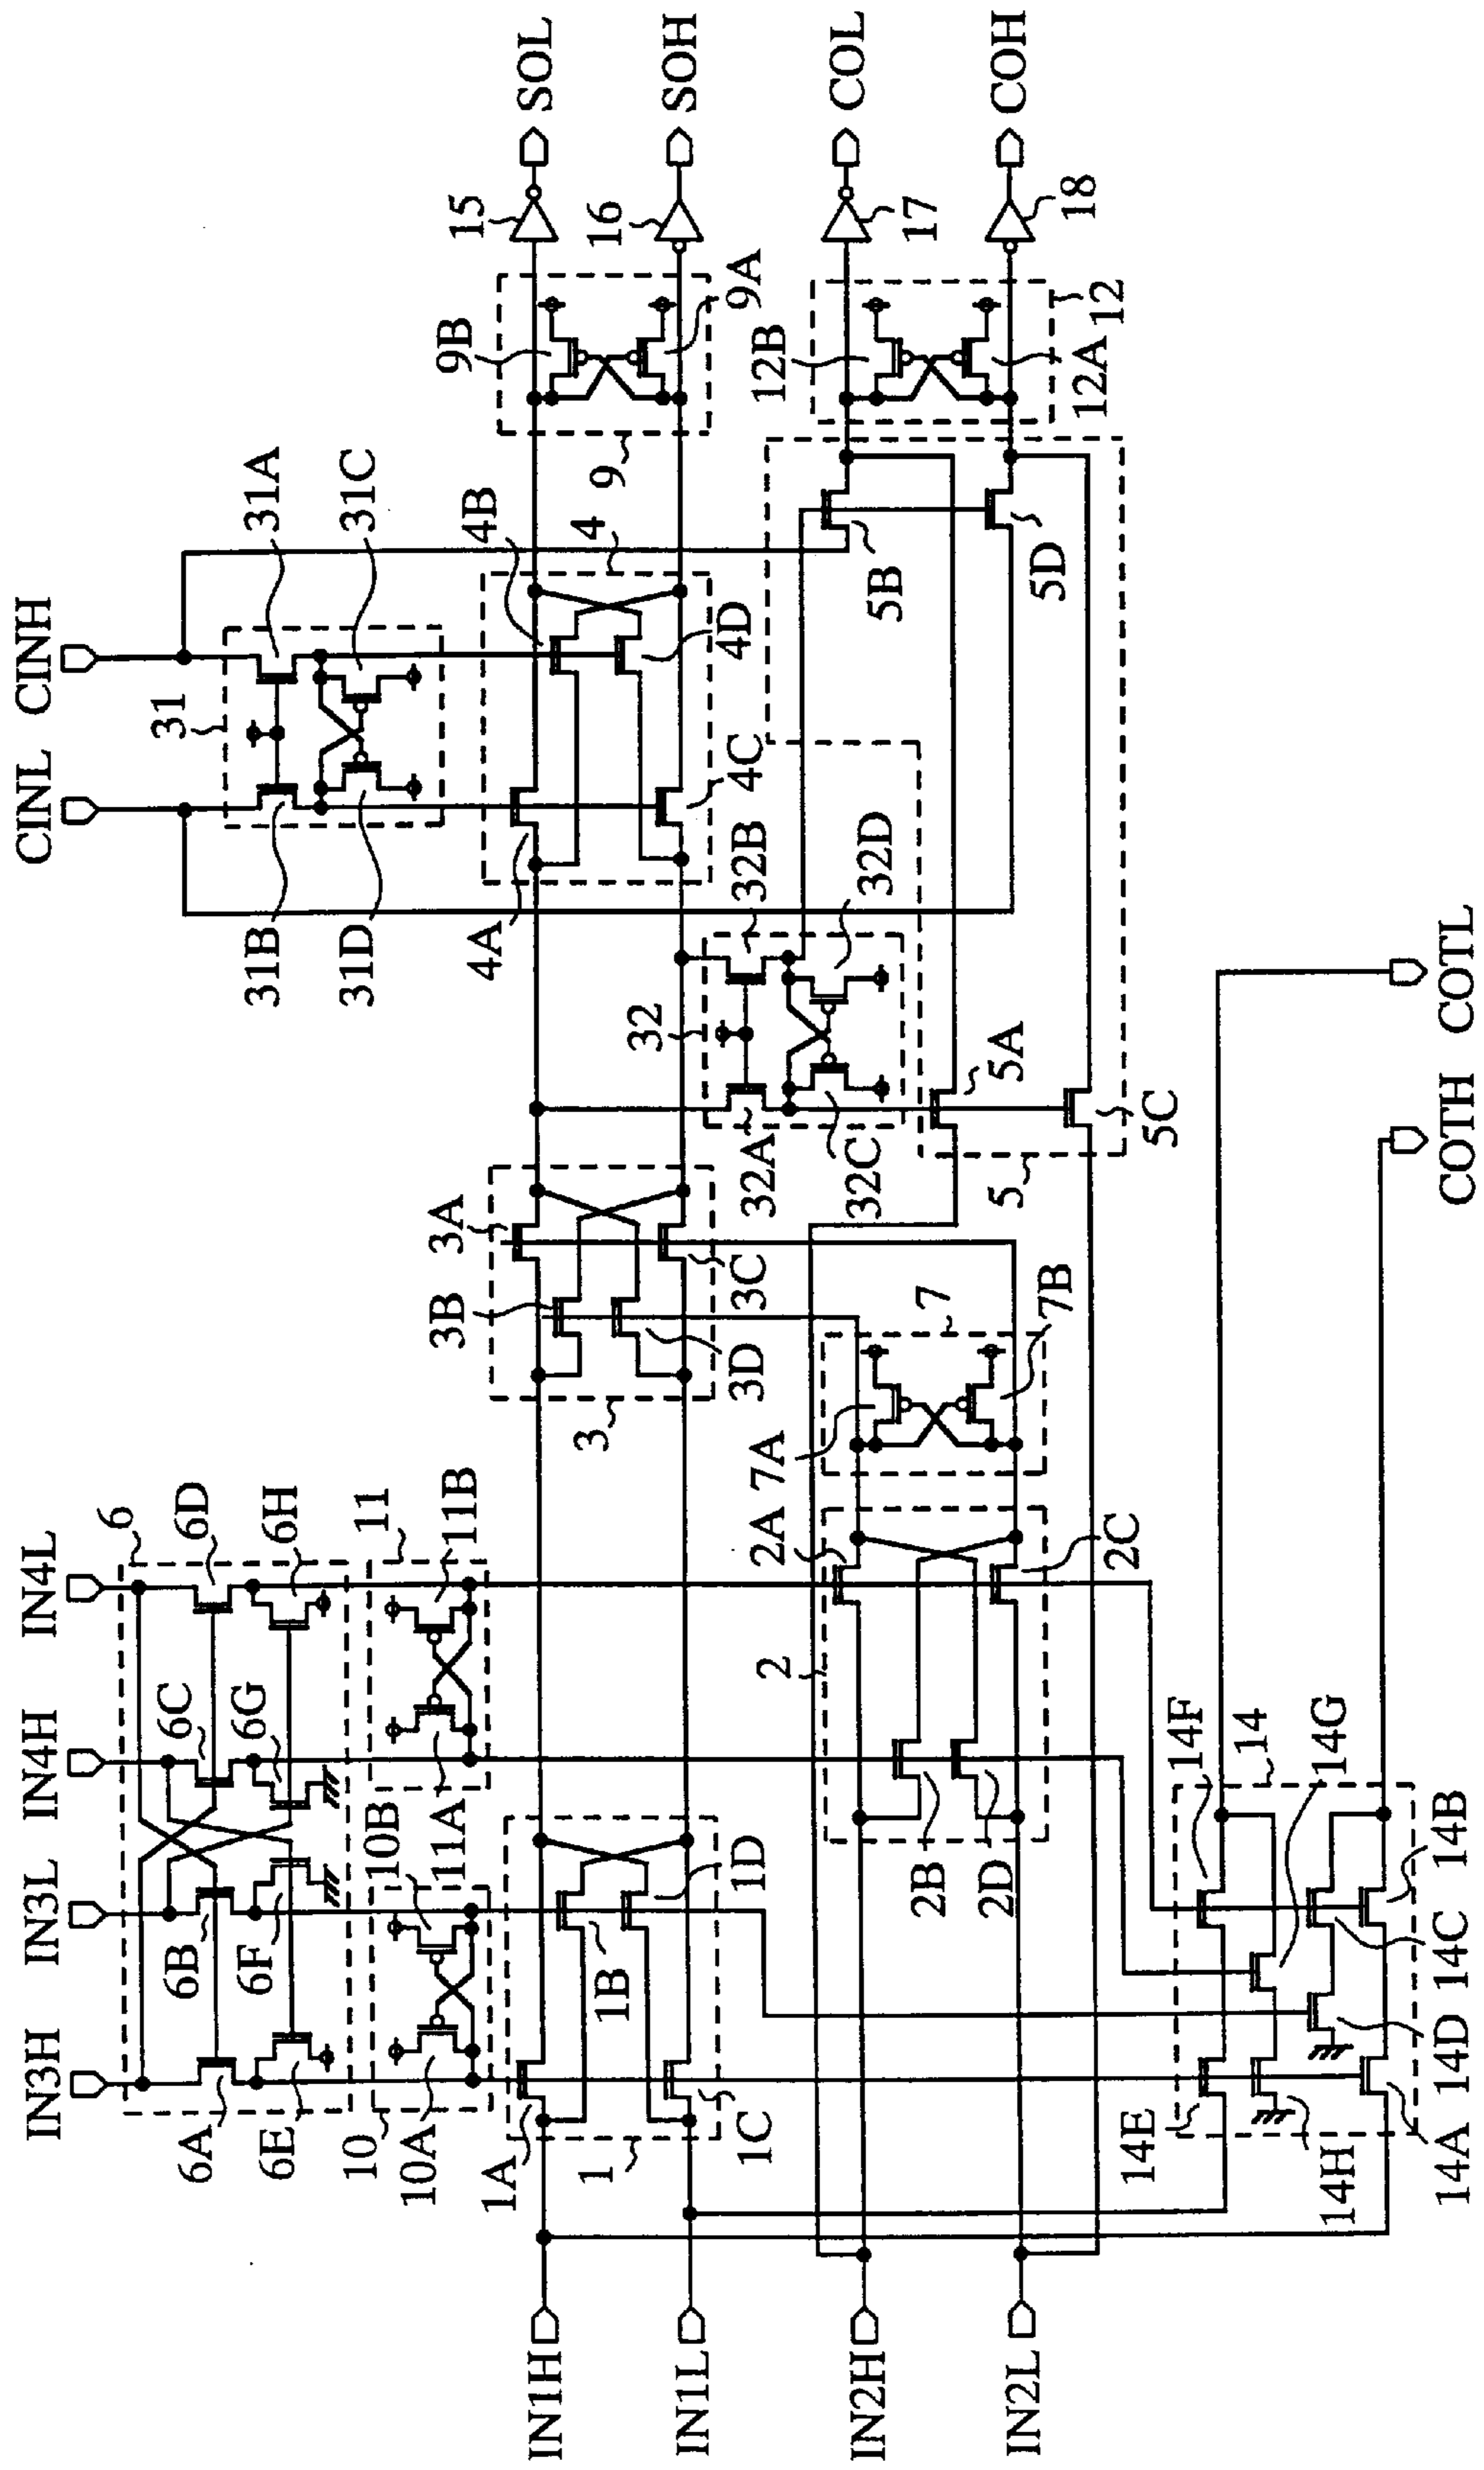 CINL CINH
31
31A
31C
31B
31D
4B
4
4D
4A
4C
9B
9A
9
15
16
SOL
SOH
12B
12A
12
17
18
COL
COH
32
32B
32D
32A
32C
5B
5D
5A
5C
5
3A
3B
3C
3D
3
7
7A
7B
2A
2C
2
2B
2D
IN3H IN3L IN4H IN4L
6
6D
6H
6C
6G
6B
6F
6A
6E
11
11B
11A
10B
10
10A
1A
1B
1D
1
1C
14F
14
14G
14E
14H
14A 14D 14C 14B
IN1H
IN1L
IN2H
IN2L
COTH COTL